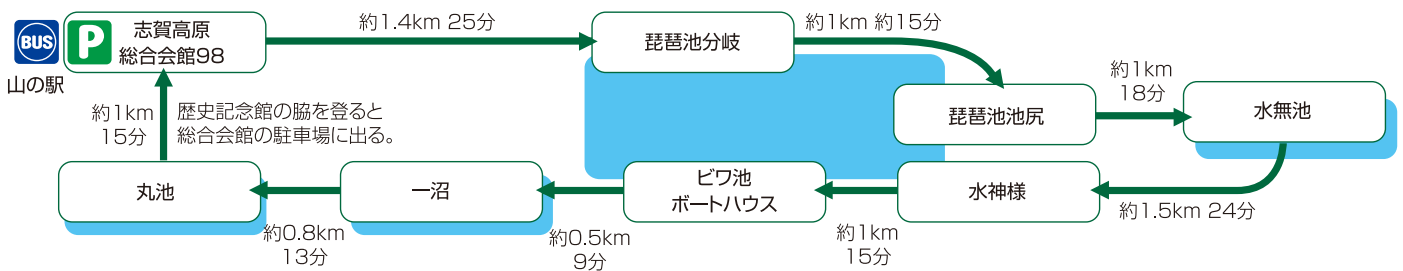 BUS
山の駅
P
志賀高原
総合会館98
約1.4km 25分
琵琶池分岐
約1km 約15分
琵琶池池尻
約1km
18分
水無池
約1.5km 24分
水神様
約1km
15分
ビワ池
ボートハウス
約0.5km
9分
一沼
約0.8km
13分
丸池
約1km
15分
歴史記念館の脇を登ると
総合会館の駐車場に出る。